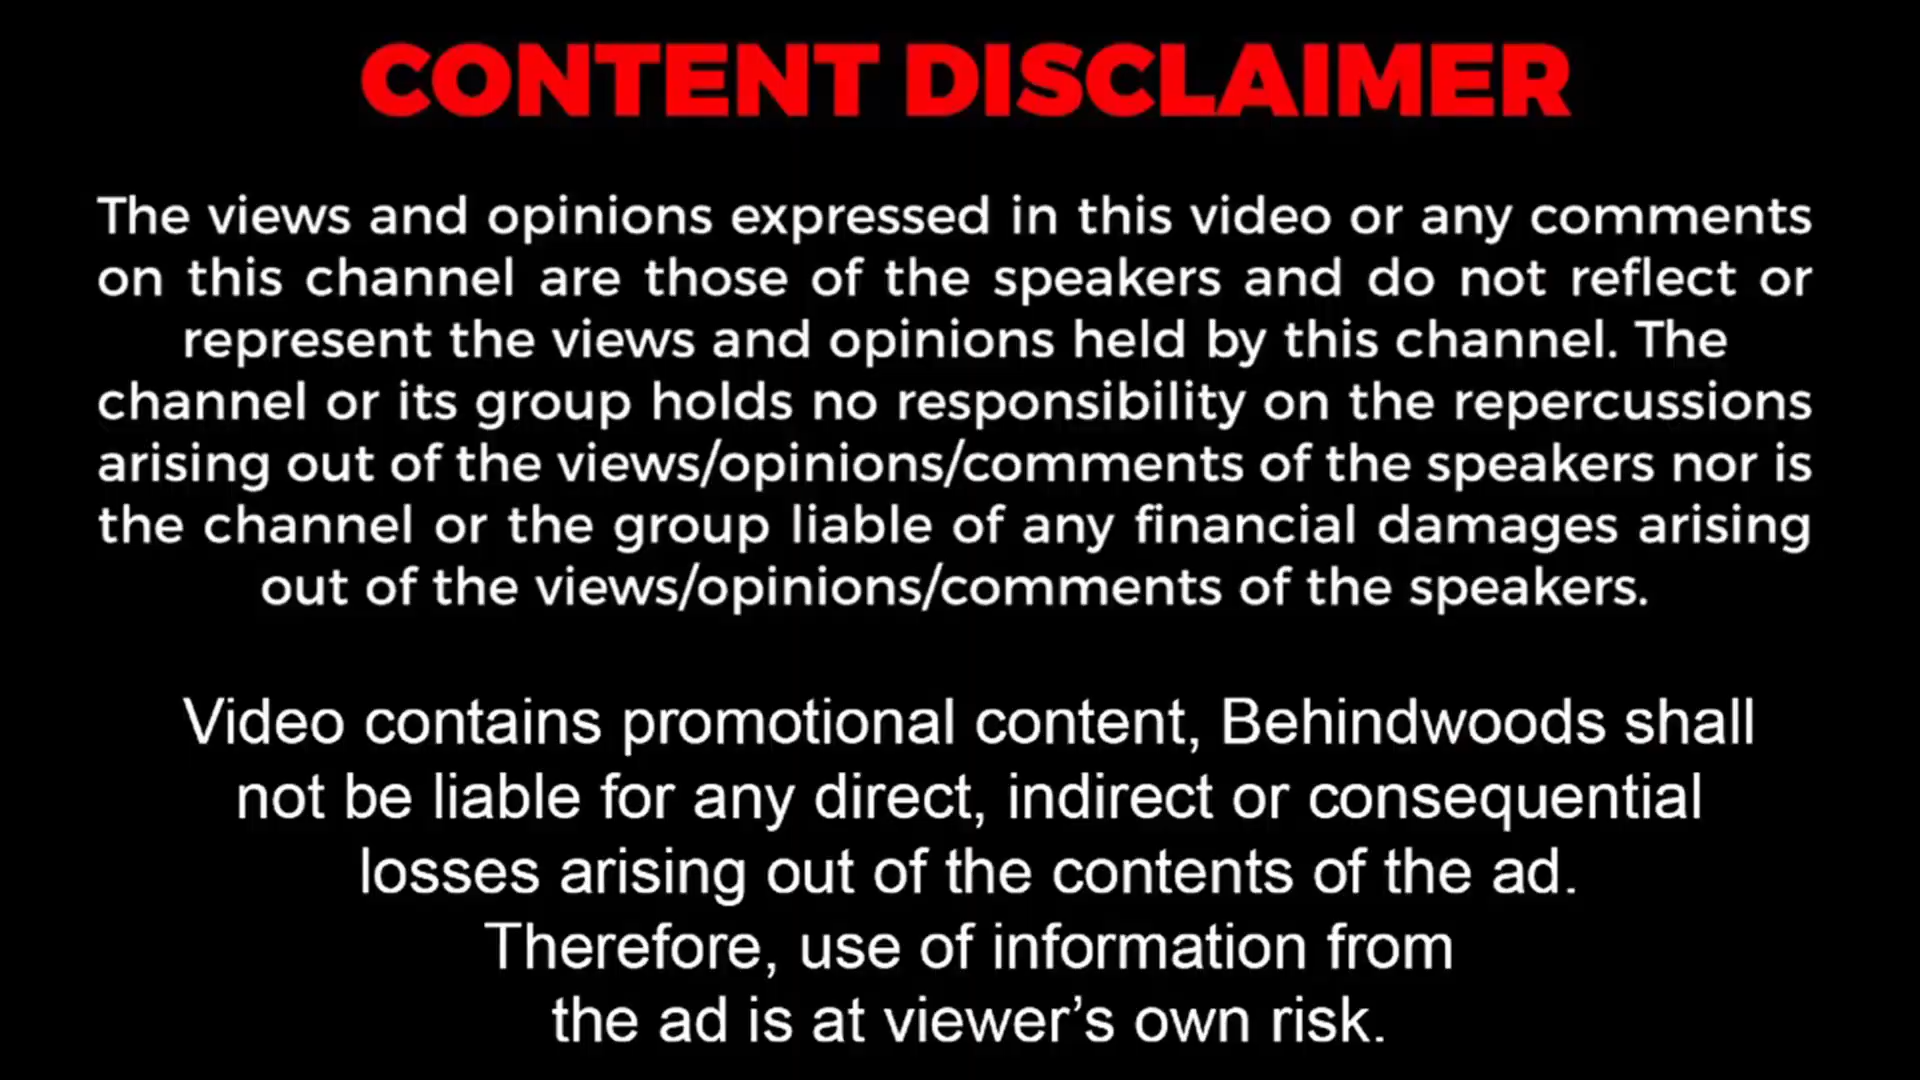 CONTENT DISCLAIMER
The views and opinions expressed in this video or any comments
on this channel are those of the speakers and do not reflect or
represent the views and opinions held by this channel. The
channel or its group holds no responsibility on the repercussions
arising out of the views/opinions/comments of the speakers nor is
the channel or the group liable of any financial damages arising
out of the views/opinions/comments of the speakers.
Video contains promotional content, Behindwoods shall
not be liable for any direct, indirect or consequential
losses arising out of the contents of the ad.
Therefore, use of information from
the ad is at viewer’s own risk.